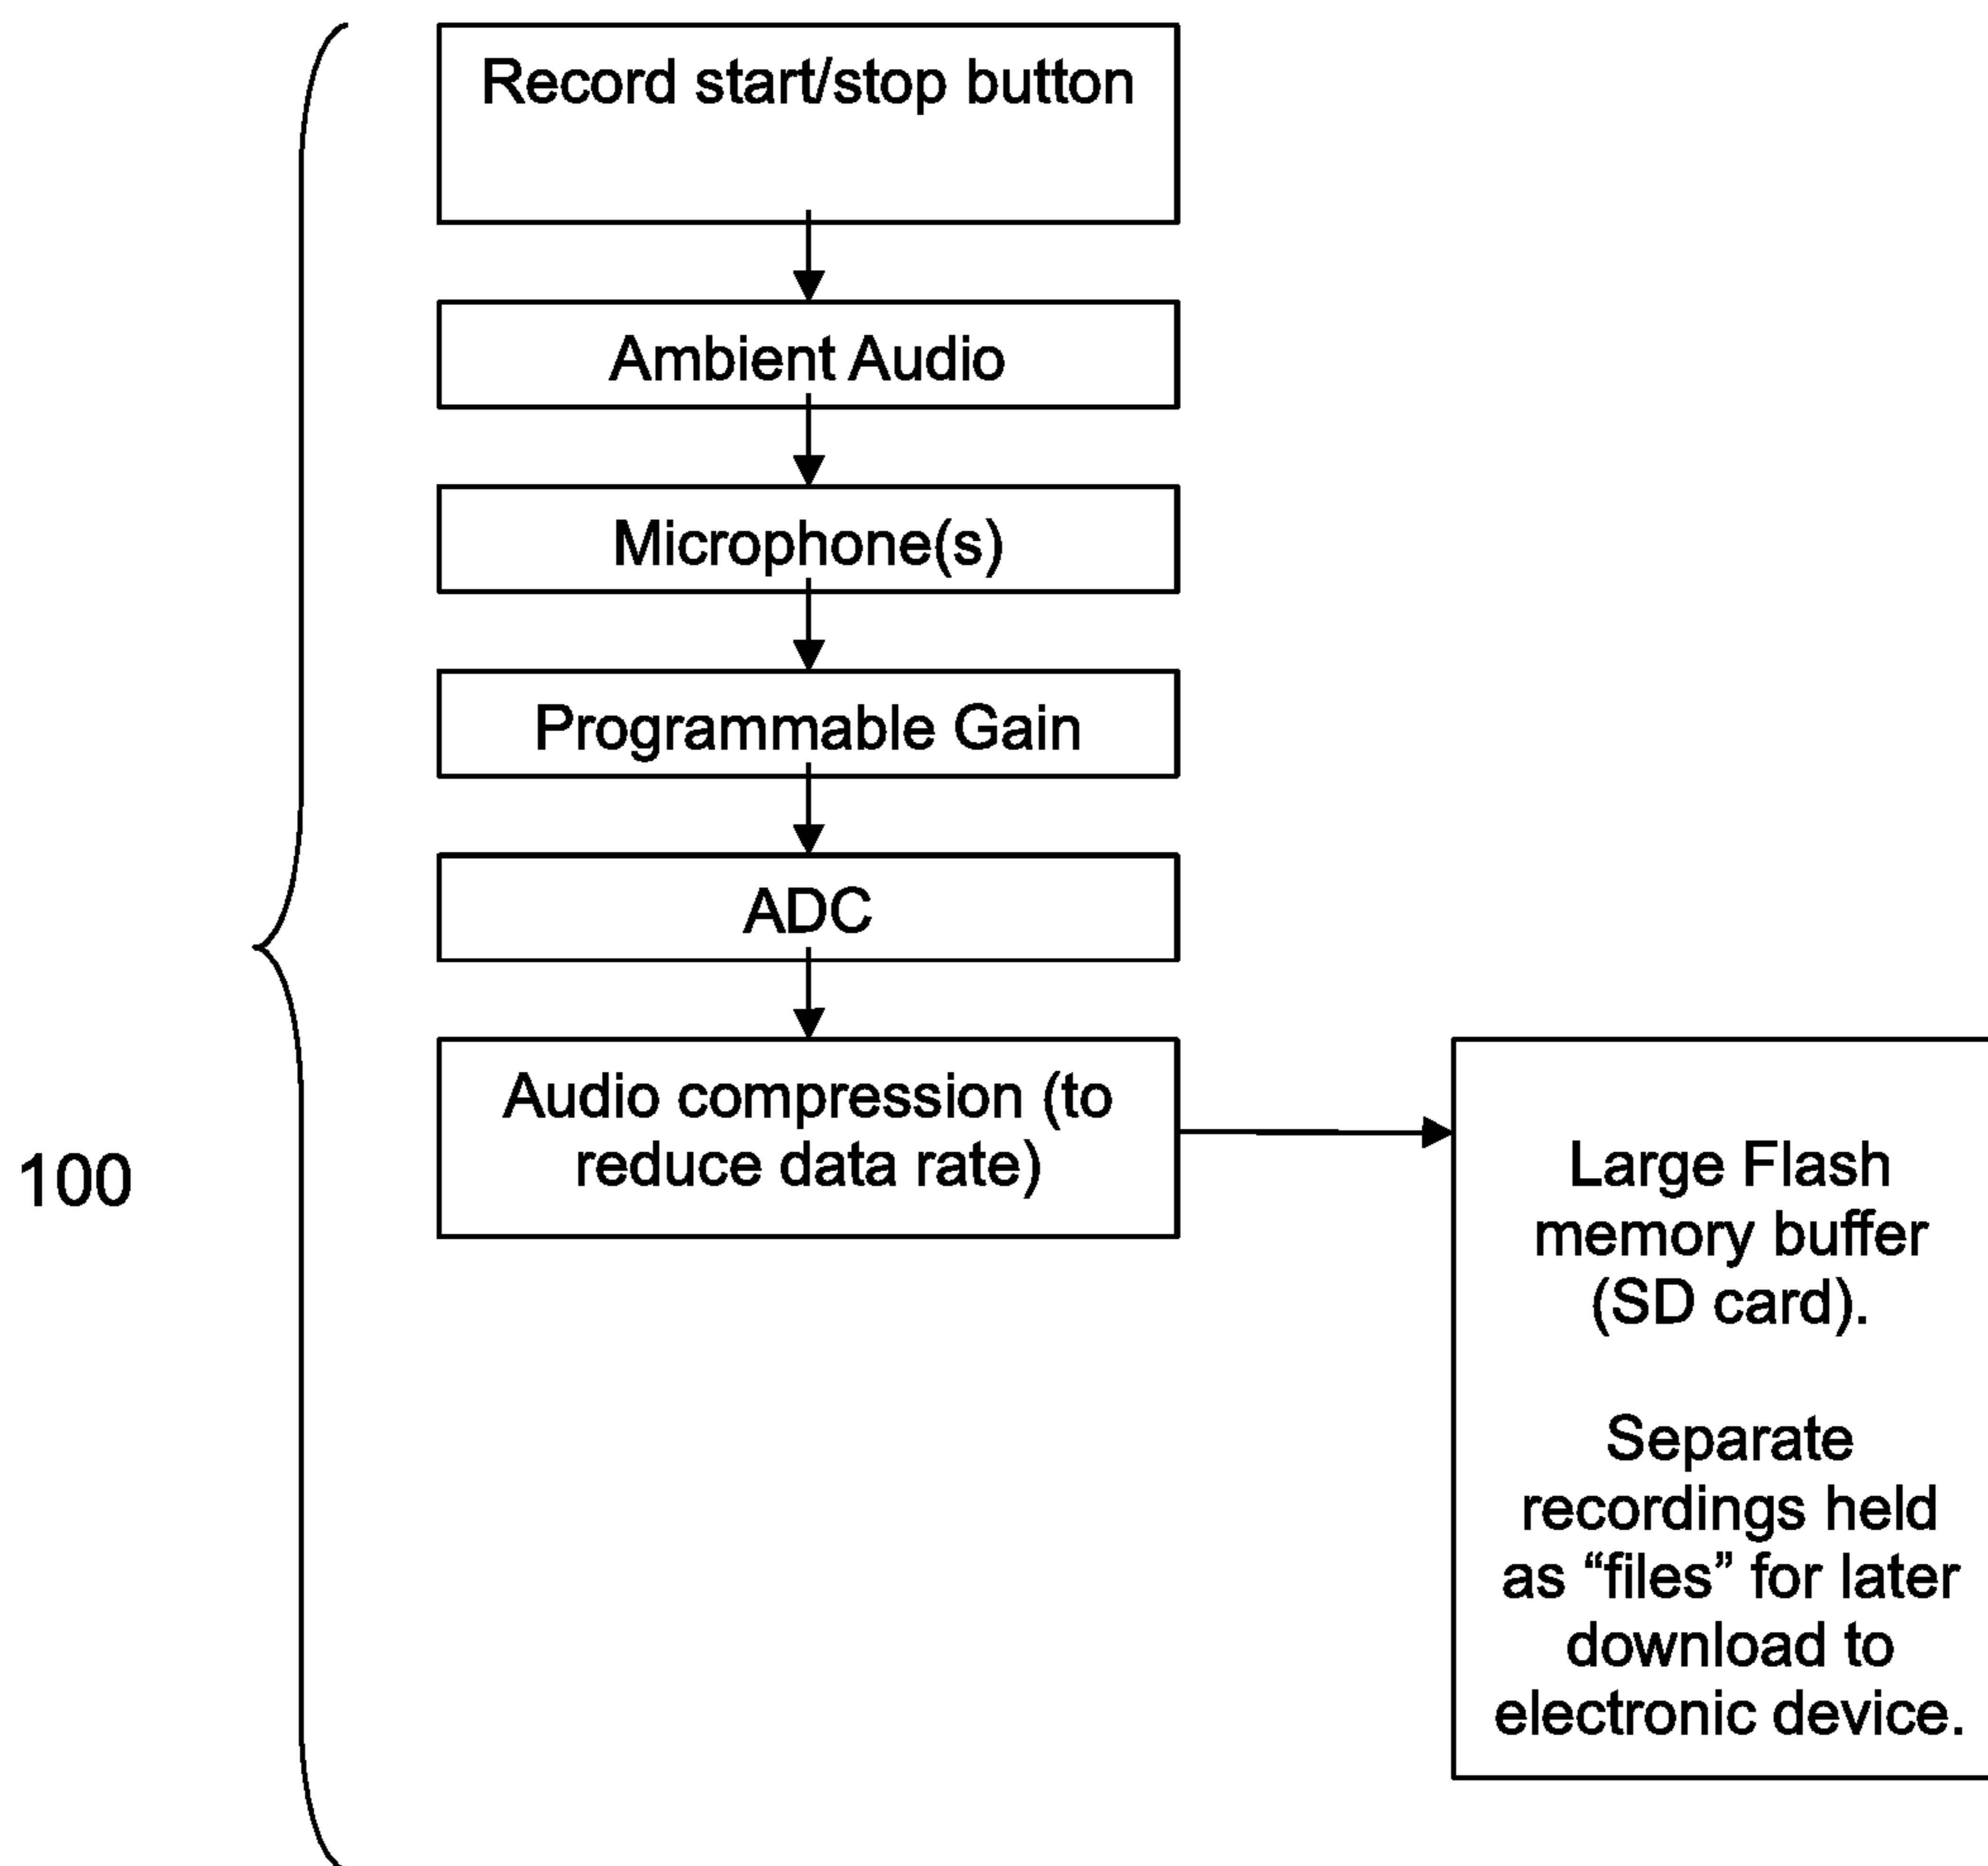 Record start/stop button
Ambient Audio
Microphone(s)
Programmable Gain
ADC
Audio compression (to
reduce data rate)
100
Large Flash
memory buffer
(SD card).
Separate
recordings held
as “files” for later
download to
electronic device.